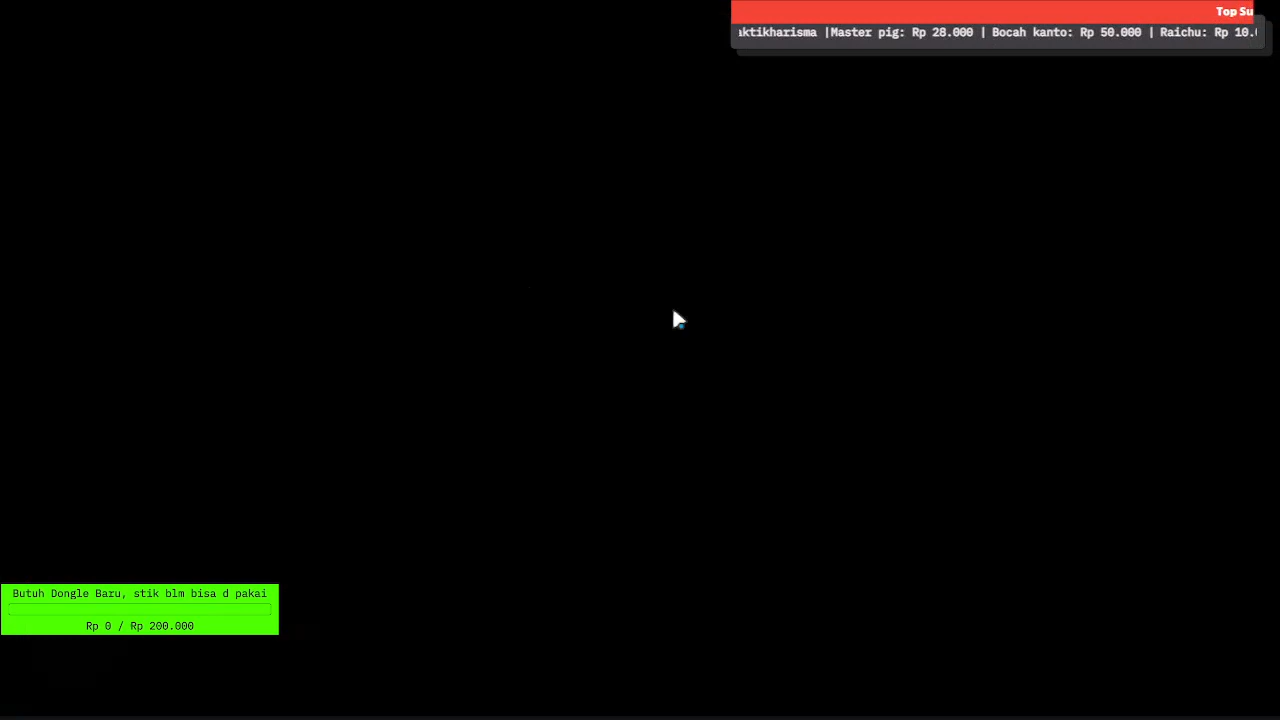 Top Su
aktikharisma |Master pig: Rp 28.000 | Bocah kanto: Rp 50.000 | Raichu: Rp 10.0
Butuh Dongle Baru, stik blm bisa d pakai
Rp 0 / Rp 200.000